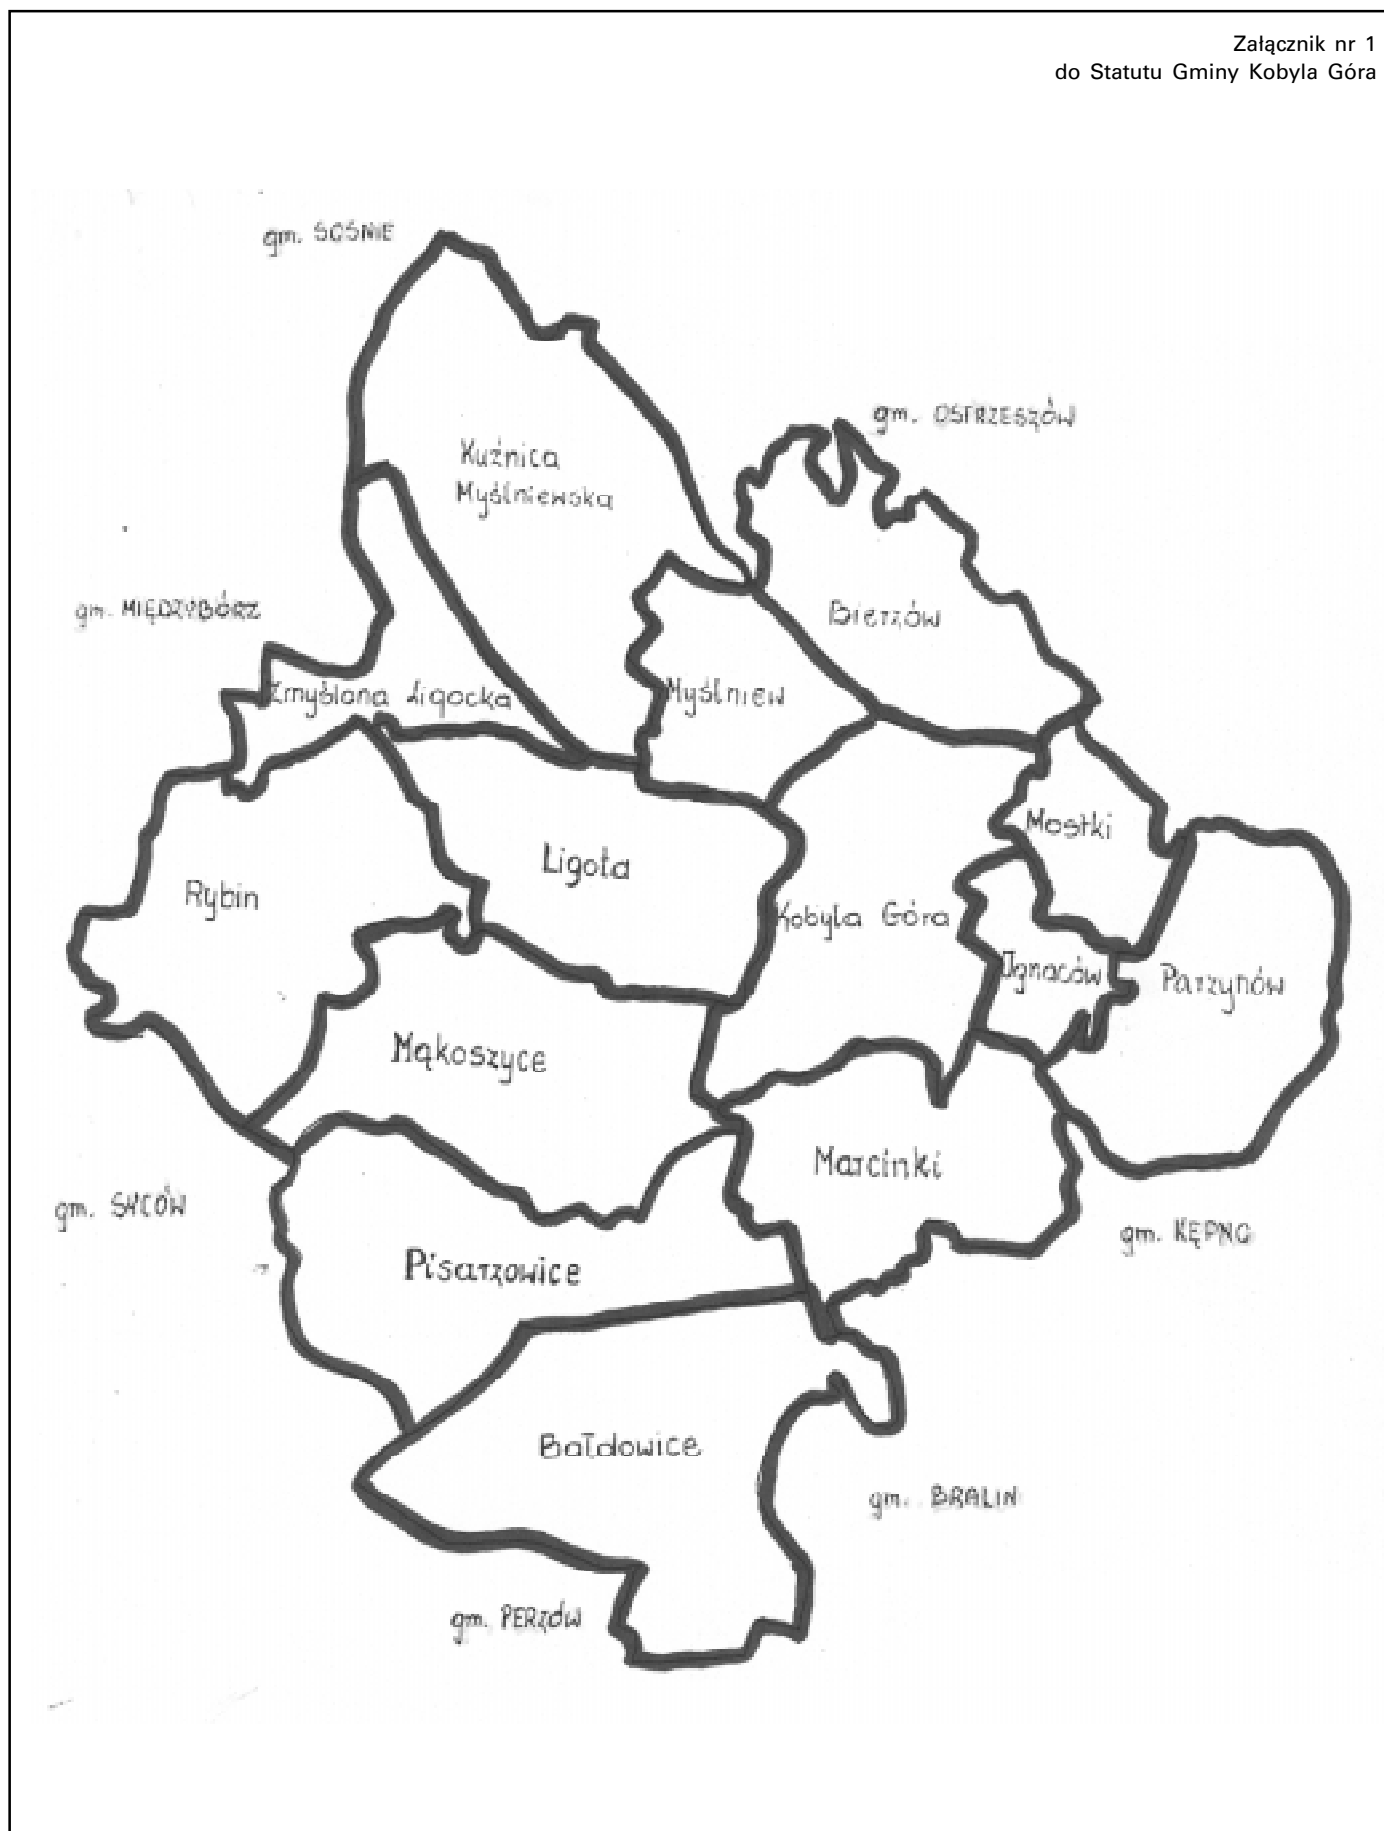 Załącznik nr 1
do Statutu Gminy Kobyla Góra
gm. SOŚNIE
gm. OSTRZESZÓW
Kuźnica
Myślniewska
gm. MIĘDZYBÓRZ
Bierzów
Zmyślona Ligocka
Myślniew
Mostki
Ligota
Rybin
Kobyla Góra
Ignaców
Parzynów
Mąkoszyce
Marcinki
gm. SYCÓW
gm. KĘPNO
Pisarzowice
Bałdowice
gm. BRALIN
gm. PERZÓW